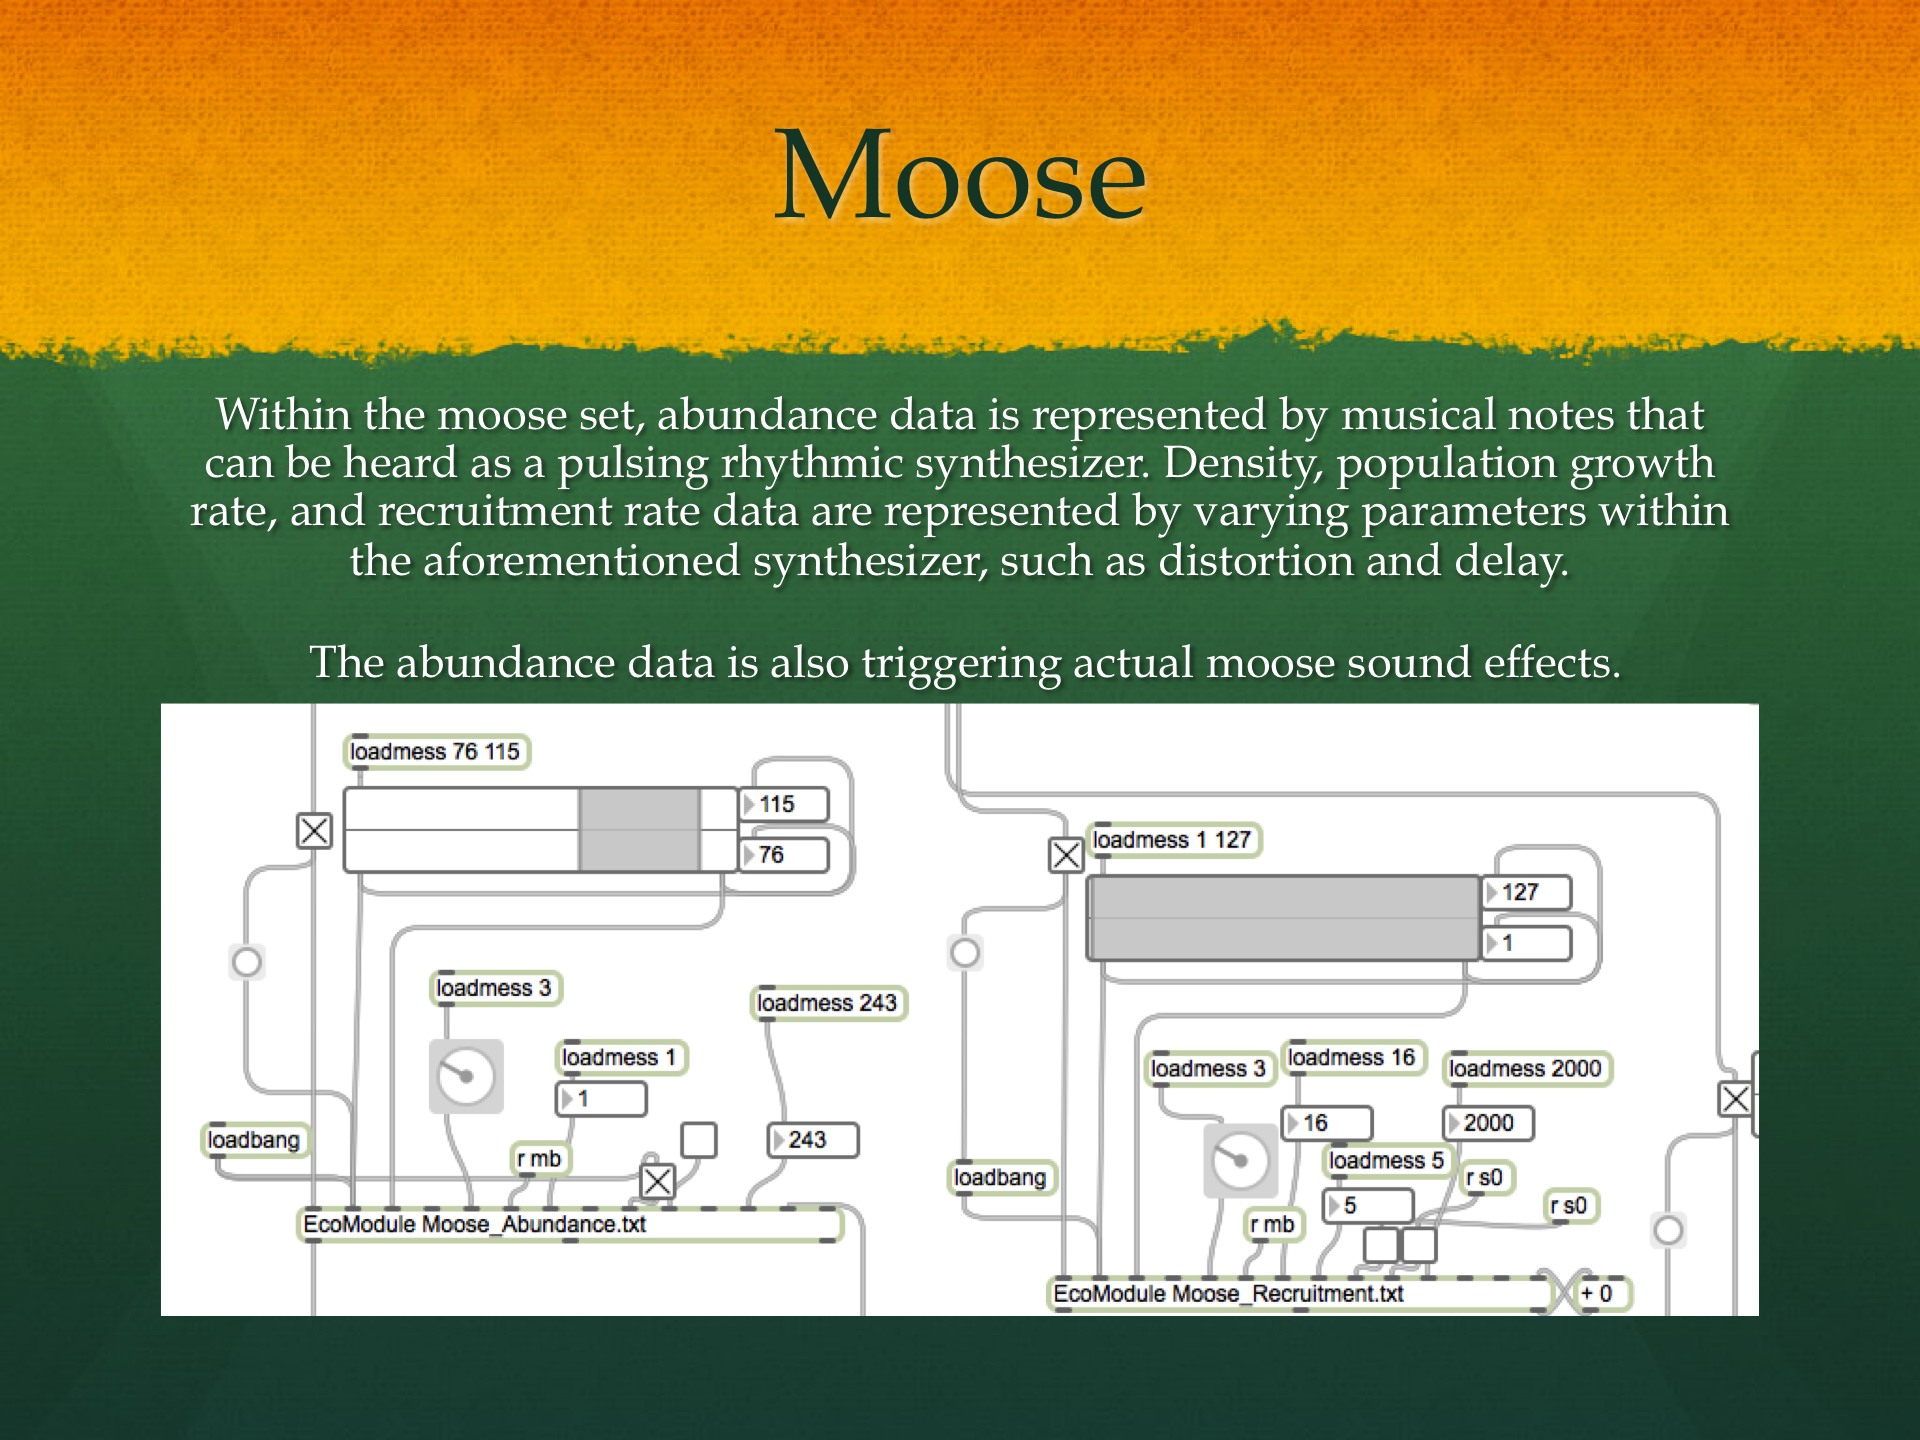 Moose
Within the moose set, abundance data is represented by musical notes that
can be heard as a pulsing rhythmic synthesizer. Density, population growth
rate, and recruitment rate data are represented by varying parameters within
the aforementioned synthesizer, such as distortion and delay.
The abundance data is also triggering actual moose sound effects.
loadmess 76 115
115
76
loadmess 3
loadmess 243
loadmess 1
1
loadbang
r mb
243
EcoModule Moose_Abundance.txt
loadmess 1 127
127
1
loadmess 3
loadmess 16
loadmess 2000
16
2000
loadmess 5
loadbang
r s0
5
r s0
r mb
EcoModule Moose_Recruitment.txt
+ 0